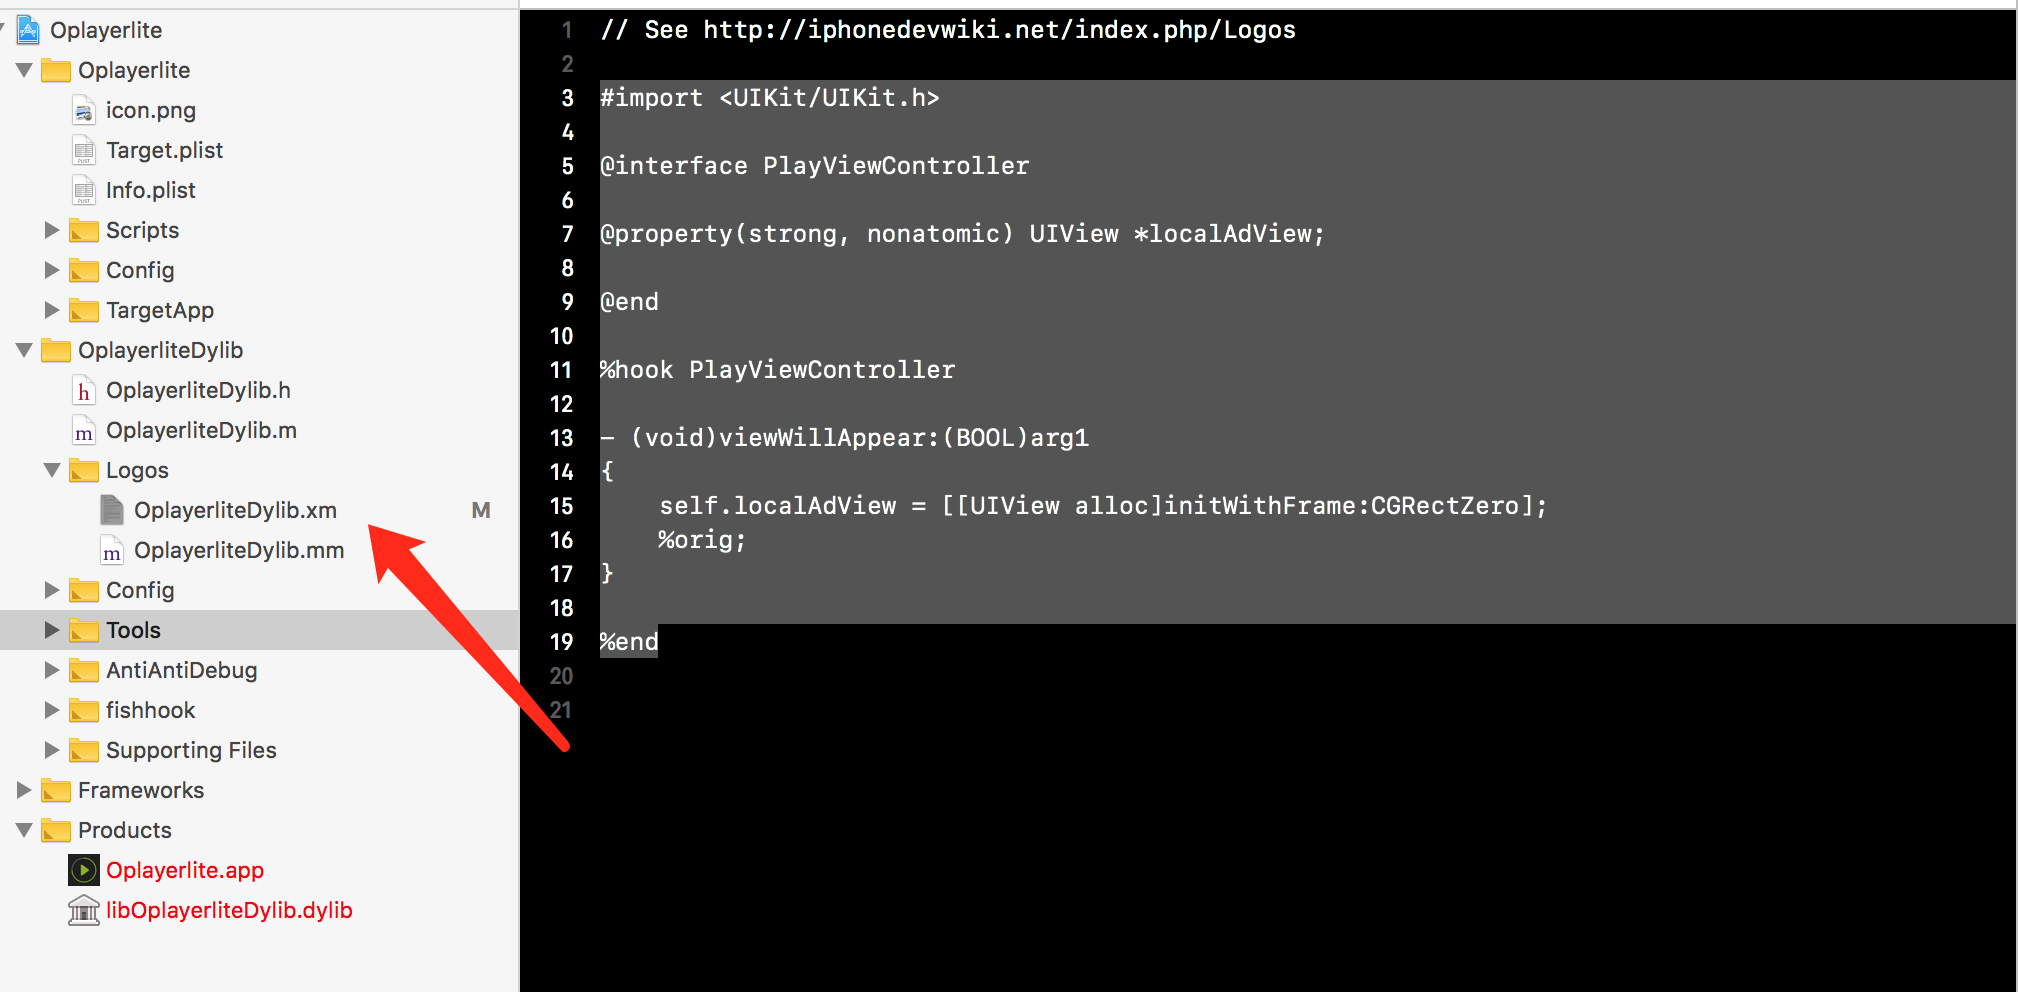 Oplayerlite
Oplayerlite
icon.png
Target.plist
Info.plist
Scripts
Config
TargetApp
OplayerliteDylib
h OplayerliteDylib.h
m OplayerliteDylib.m
Logos
OplayerliteDylib.xm M
m OplayerliteDylib.mm
Config
Tools
AntiAntiDebug
fishhook
Supporting Files
Frameworks
Products
Oplayerlite.app
libOplayerliteDylib.dylib
1 // See http://iphonedevwiki.net/index.php/Logos
2
3 #import <UIKit/UIKit.h>
4
5 @interface PlayViewController
6
7 @property(strong, nonatomic) UIView *localAdView;
8
9 @end
10
11 %hook PlayViewController
12
13 - (void)viewWillAppear:(BOOL)arg1
14 {
15     self.localAdView = [[UIView alloc]initWithFrame:CGRectZero];
16     %orig;
17 }
18
19 %end
20
21